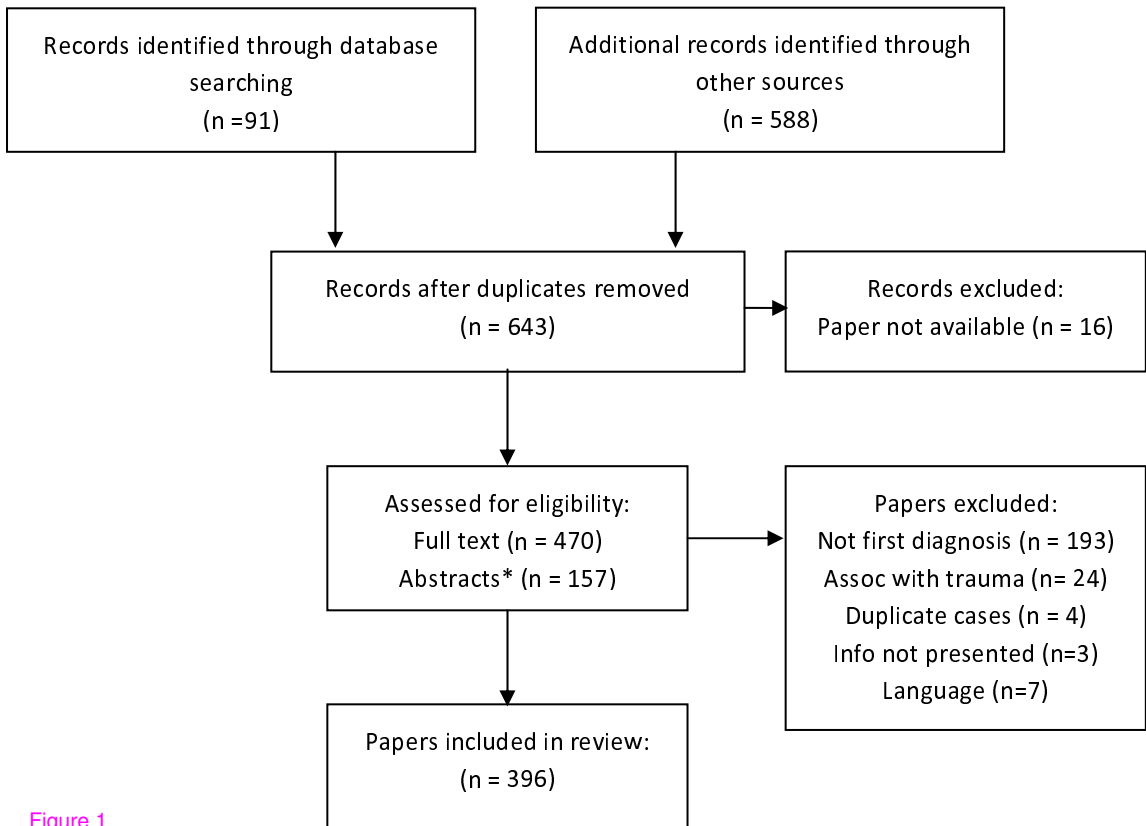 Records identified through database
searching
(n =91)
Additional records identified through
other sources
(n = 588)
Records after duplicates removed
(n = 643)
Records excluded:
Paper not available (n = 16)
Assessed for eligibility:
Full text (n = 470)
Abstracts* (n = 157)
Papers excluded:
Not first diagnosis (n = 193)
Assoc with trauma (n= 24)
Duplicate cases (n = 4)
Info not presented (n=3)
Language (n=7)
Papers included in review:
(n = 396)
Figure 1